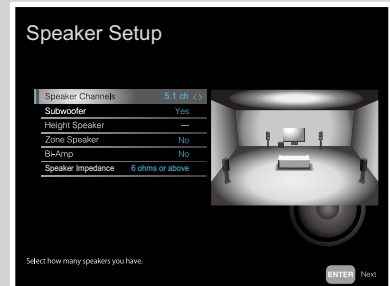 Speaker Setup
Speaker Channels 5.1 ch < >
Subwoofer Yes
Height Speaker —
Zone Speaker No
Bi-Amp No
Speaker Impedance 6 ohms or above
Select how many speakers you have.
ENTER Next